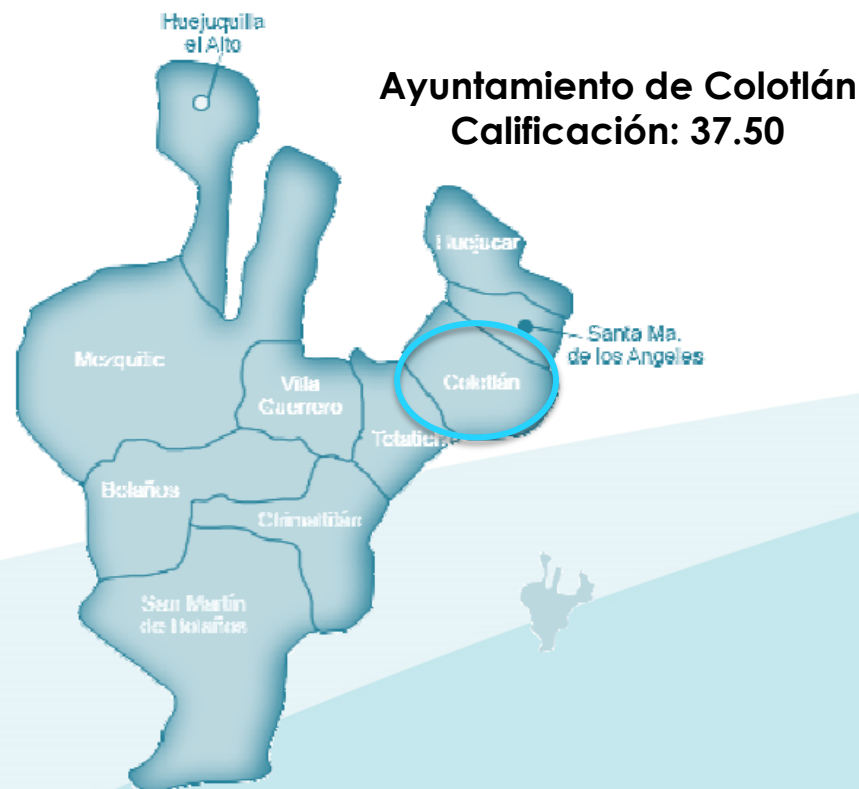 Huejuquilla
el Alto
Ayuntamiento de Colotlán
Calificación: 37.50
Huejucar
Santa Ma.
de los Angeles
Mezquitic
Villa
Guerrero
Colotlán
Totatiche
Bolaños
Chimaltitán
San Martín
de Bolaños